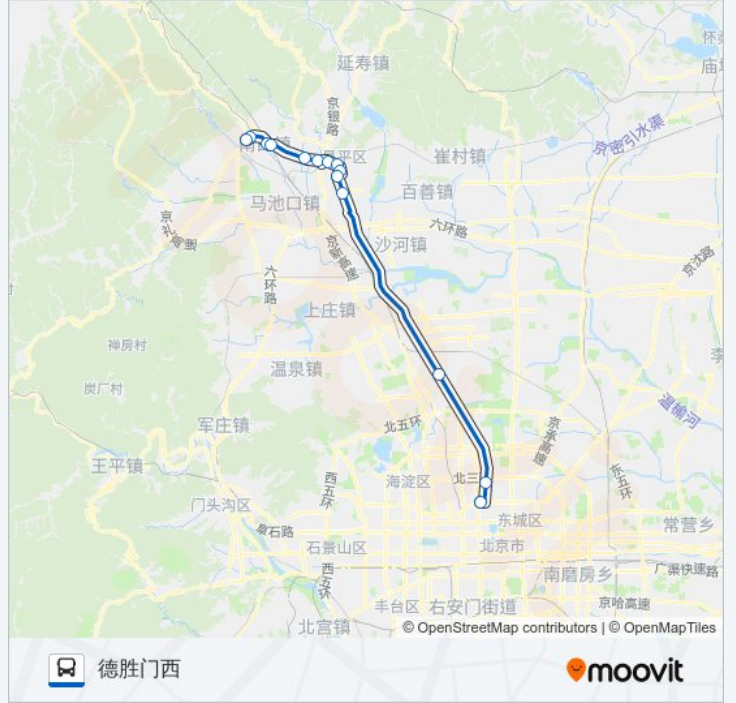 怀柔
延寿镇
庙城
京银路
京密引水渠
南口镇
昌平区
崔村镇
百善镇
马池口镇
京礼高速
六环路
沙河镇
京新高速
京沈路
六环路
上庄镇
禅房村
温泉镇
炭厂村
温榆河
军庄镇
北五环
京承高速
王平镇
海淀区
北三
东五环
西五环
门头沟区
东城区
常营乡
石景山区
北京市
西五环
南磨房乡
广渠快速路
丰台区
右安门街道
京哈高速
北宫镇
© OpenStreetMap contributors | © OpenMapTiles
德胜门西
moovit